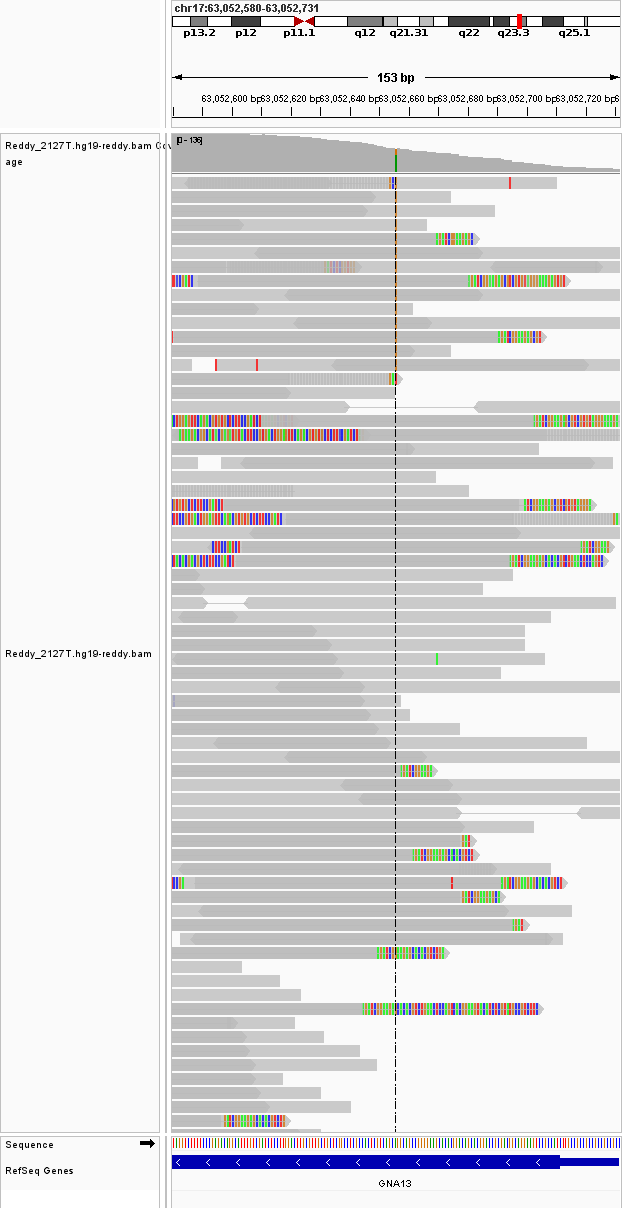 chr17:63,052,580-63,052,731
p13.2 p12 p11.1 q12 q21.31 q22 q23.3 q25.1
153 bp
63,052,600 bp 63,052,620 bp 63,052,640 bp 63,052,660 bp 63,052,680 bp 63,052,700 bp 63,052,720 bp
[0 - 136]
Reddy_2127T.hg19-reddy.bam Cov
age
Reddy_2127T.hg19-reddy.bam
Sequence
RefSeq Genes
GNA13